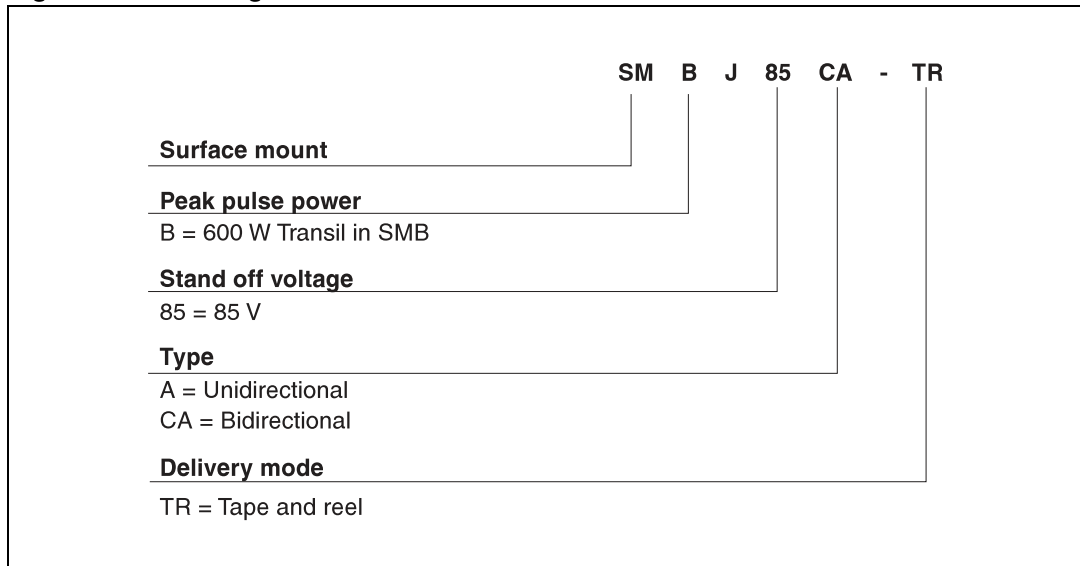 SM B J 85 CA - TR
Surface mount
Peak pulse power
B = 600 W Transil in SMB
Stand off voltage
85 = 85 V
Type
A = Unidirectional
CA = Bidirectional
Delivery mode
TR = Tape and reel